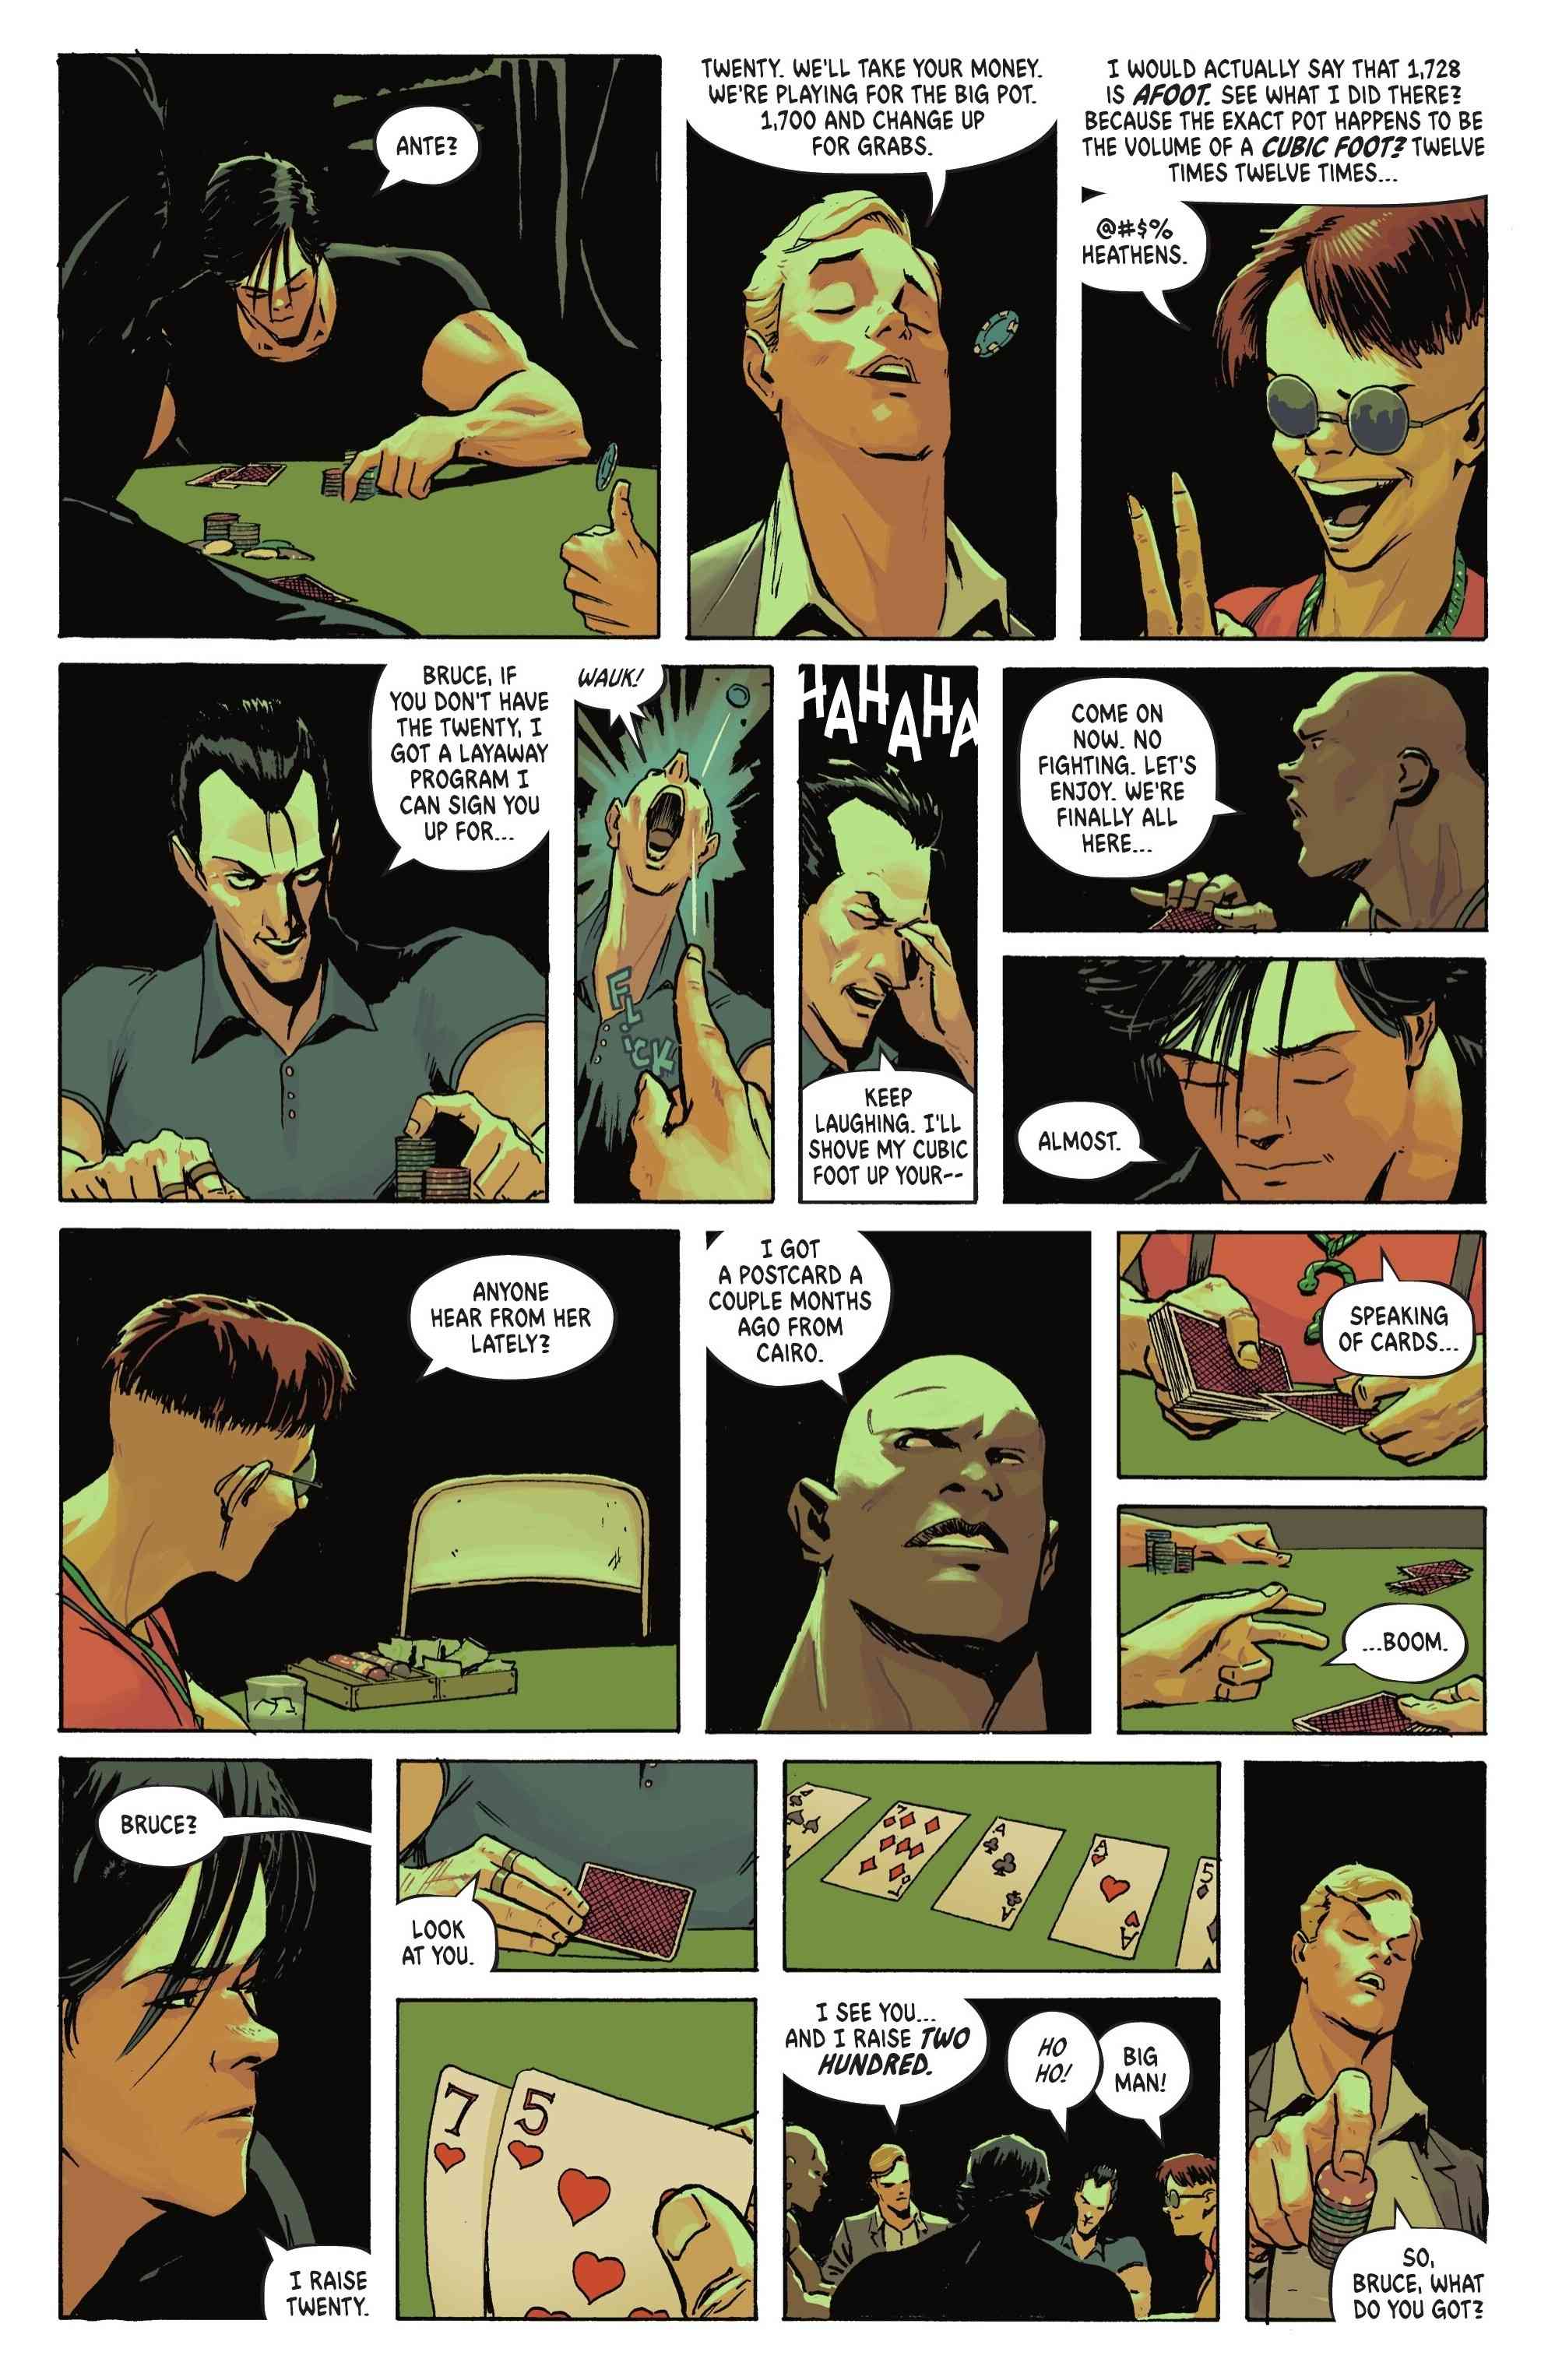 ANTE?
TWENTY. WE'LL TAKE YOUR MONEY.
WE'RE PLAYING FOR THE BIG POT.
1,700 AND CHANGE UP
FOR GRABS.
I WOULD ACTUALLY SAY THAT 1,728
IS AFOOT. SEE WHAT I DID THERE?
BECAUSE THE EXACT POT HAPPENS TO BE
THE VOLUME OF A CUBIC FOOT? TWELVE
TIMES TWELVE TIMES...
@#$%
HEATHENS.
BRUCE, IF
YOU DON'T HAVE
THE TWENTY, I
GOT A LAYAWAY
PROGRAM I
CAN SIGN YOU
UP FOR...
WAUK!
FLICK
HAHAHA
KEEP
LAUGHING. I'LL
SHOVE MY CUBIC
FOOT UP YOUR--
COME ON
NOW. NO
FIGHTING. LET'S
ENJOY. WE'RE
FINALLY ALL
HERE...
ALMOST.
ANYONE
HEAR FROM HER
LATELY?
I GOT
A POSTCARD A
COUPLE MONTHS
AGO FROM
CAIRO.
SPEAKING
OF CARDS...
...BOOM.
BRUCE?
I RAISE
TWENTY.
LOOK
AT YOU.
7 5
4
7
A
A
A
A
5
I SEE YOU...
AND I RAISE TWO
HUNDRED.
HO
HO!
BIG
MAN!
SO,
BRUCE, WHAT
DO YOU GOT?